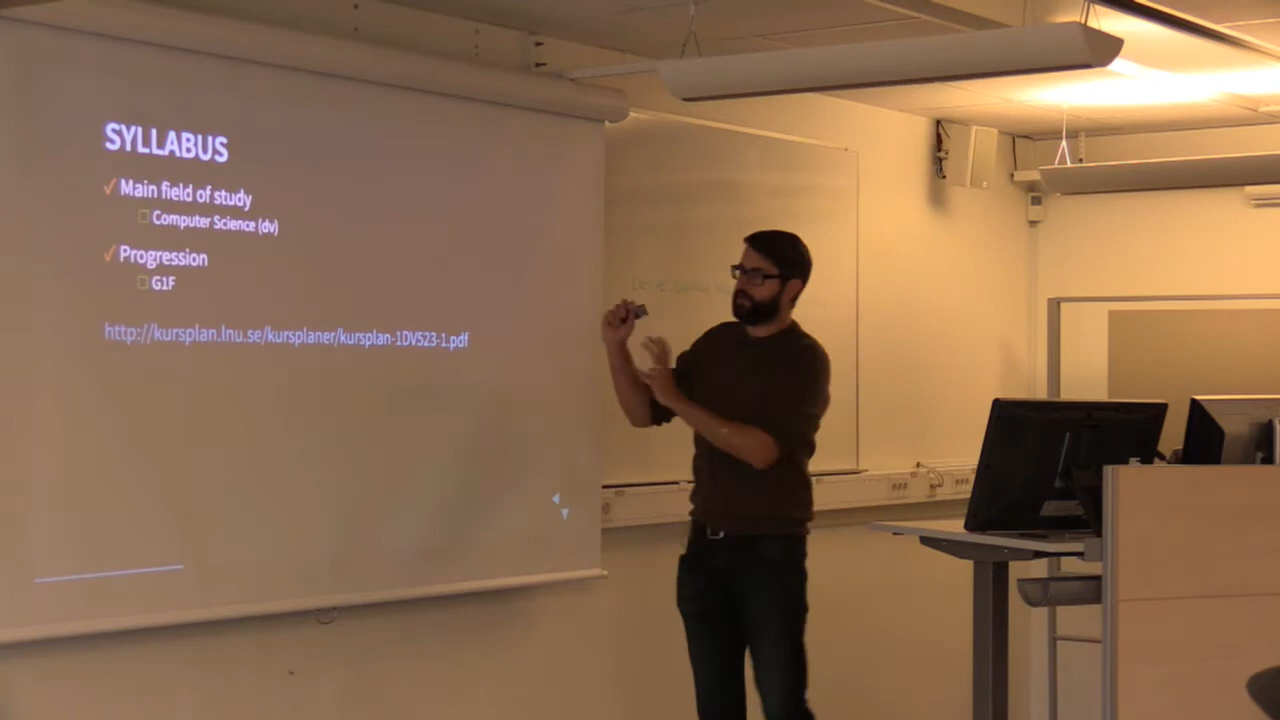 SYLLABUS
✓ Main field of study
☐ Computer Science (dv)
✓ Progression
☐ G1F
http://kursplan.lnu.se/kursplaner/kursplan-1DV523-1.pdf